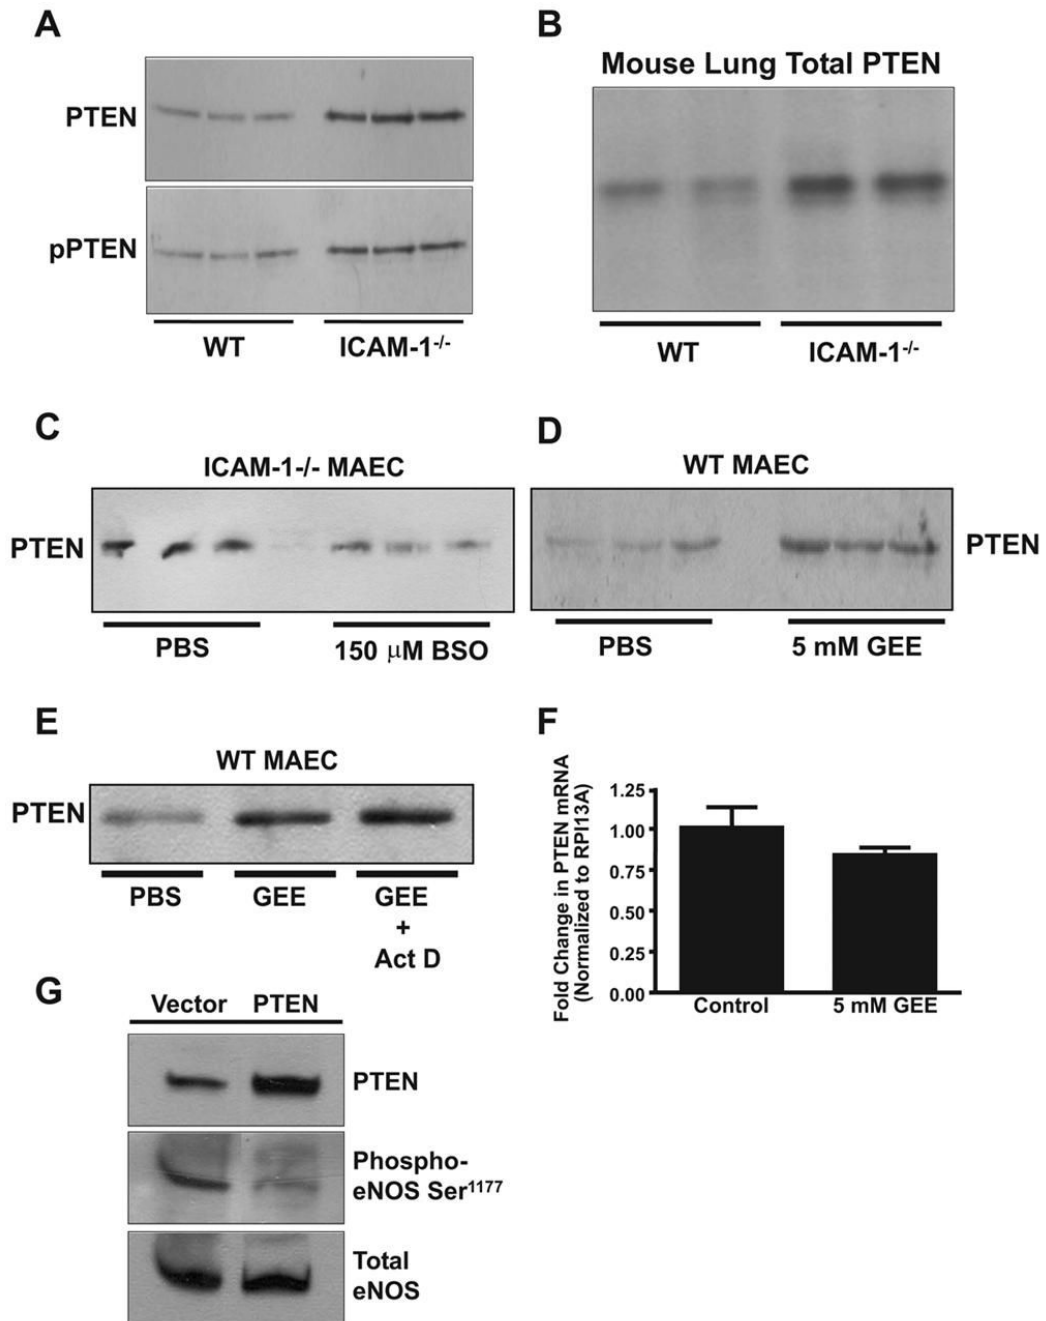 A
PTEN
pPTEN
WT
ICAM-1-/-
B
Mouse Lung Total PTEN
WT
ICAM-1-/-
C
ICAM-1-/- MAEC
PTEN
PBS
150 μM BSO
D
WT MAEC
PTEN
PBS
5 mM GEE
E
WT MAEC
PTEN
PBS
GEE
GEE
+
Act D
F
Fold Change in PTEN mRNA
(Normalized to RPI13A)
1.25
1.00
0.75
0.50
0.25
0.00
Control
5 mM GEE
G
Vector PTEN
PTEN
Phospho-
eNOS Ser1177
Total
eNOS